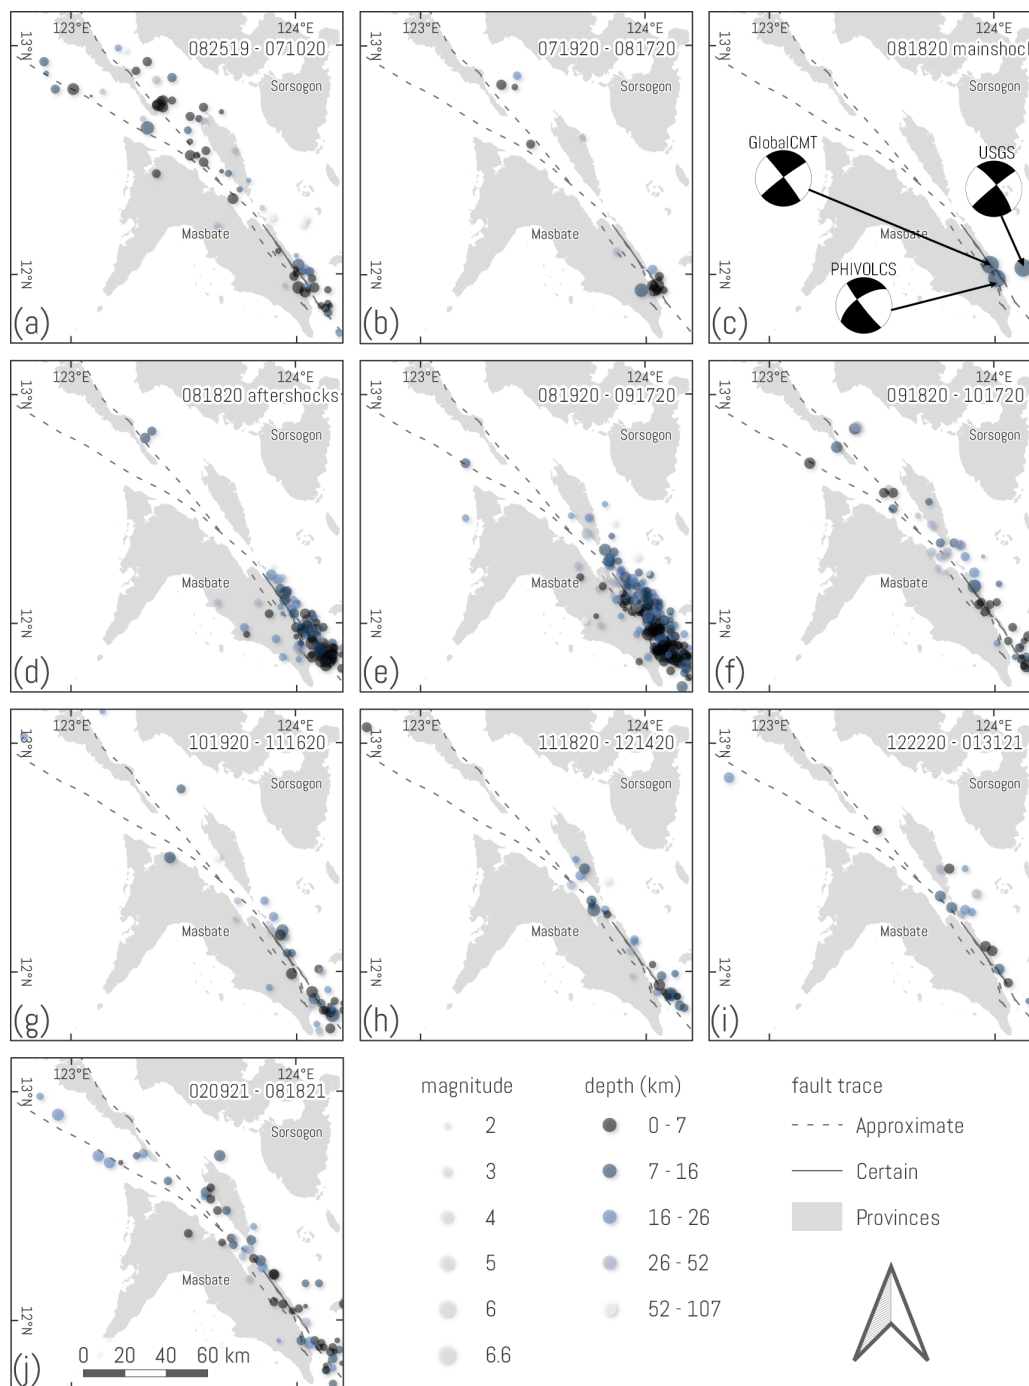 123°E 124°E
13°N
082519 - 071020
Sorsogon
Masbate
12°N
(a)
123°E 124°E
13°N
071920 - 081720
Sorsogon
Masbate
12°N
(b)
123°E 124°E
13°N
081820 mainshock
Sorsogon
GlobalCMT
USGS
Masbate
PHIVOLCS
12°N
(c)
123°E 124°E
13°N
081820 aftershocks
Sorsogon
Masbate
12°N
(d)
123°E 124°E
13°N
081920 - 091720
Sorsogon
Masbate
12°N
(e)
123°E 124°E
13°N
091820 - 101720
Sorsogon
Masbate
12°N
(f)
123°E 124°E
13°N
101920 - 111620
Sorsogon
Masbate
12°N
(g)
123°E 124°E
13°N
111820 - 121420
Sorsogon
Masbate
12°N
(h)
123°E 124°E
13°N
122220 - 013121
Sorsogon
Masbate
12°N
(i)
123°E 124°E
13°N
020921 - 081821
Sorsogon
Masbate
12°N
0 20 40 60 km
(j)
magnitude
2
3
4
5
6
6.6
depth (km)
0 - 7
7 - 16
16 - 26
26 - 52
52 - 107
fault trace
Approximate
Certain
Provinces